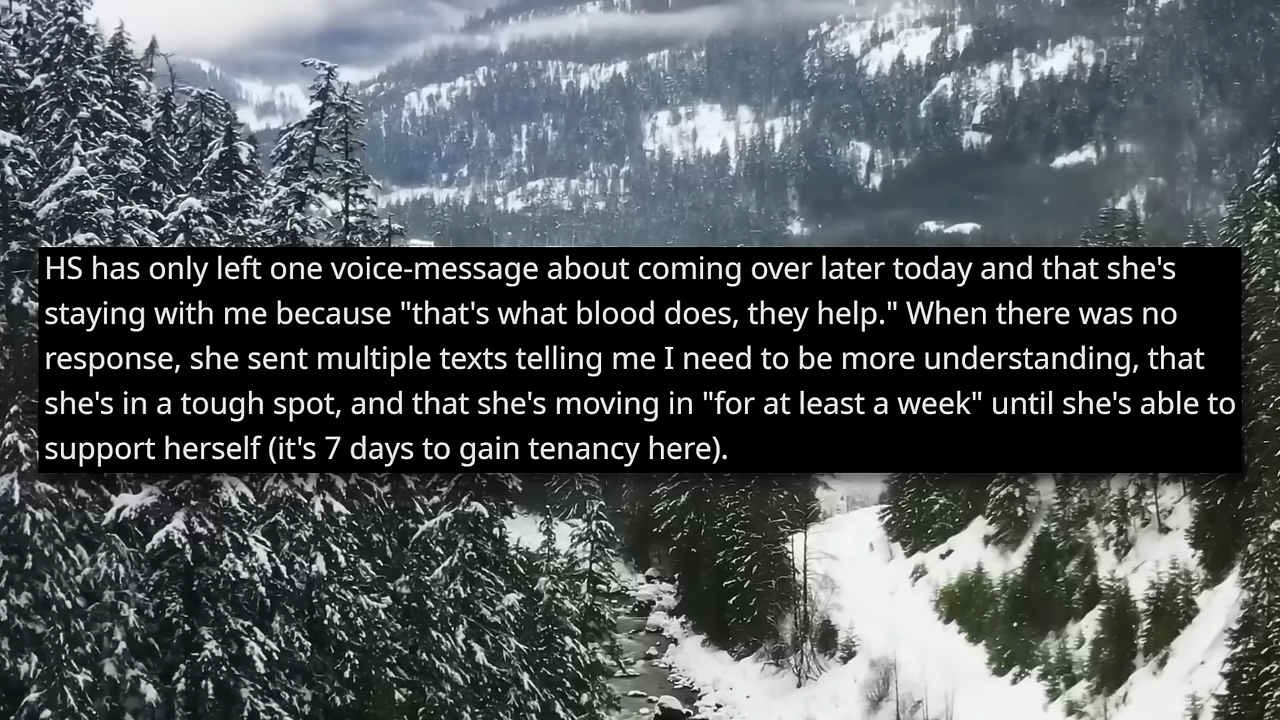 HS has only left one voice-message about coming over later today and that she's
staying with me because "that's what blood does, they help." When there was no
response, she sent multiple texts telling me I need to be more understanding, that
she's in a tough spot, and that she's moving in "for at least a week" until she's able to
support herself (it's 7 days to gain tenancy here).